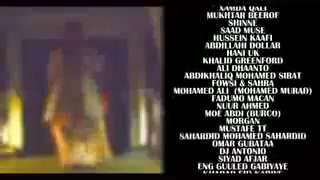 XAMDA QALI
MUKHTAR BEEROF
SHINNE
SAAD MUSE
HUSSEIN KAAFI
ABDILLAHI DOLLAR
HANI UK
KHALID GREENFORD
ALI DHAANTO
ABDIKHALIQ MOHAMED SIBAT
FOWSI & SAHRA
MOHAMED ALI (MOHAMED MURAD)
FADUMO MACAN
NUUR AHMED
MOE ABDI (BURCO)
MORGAN
MUSTAFE TT
SAHARDID MOHAMED SAHARDID
OMAR GUBATAA
DJ ANTONIO
SIYAD AFJAR
ENG GUULED GABIYAYE